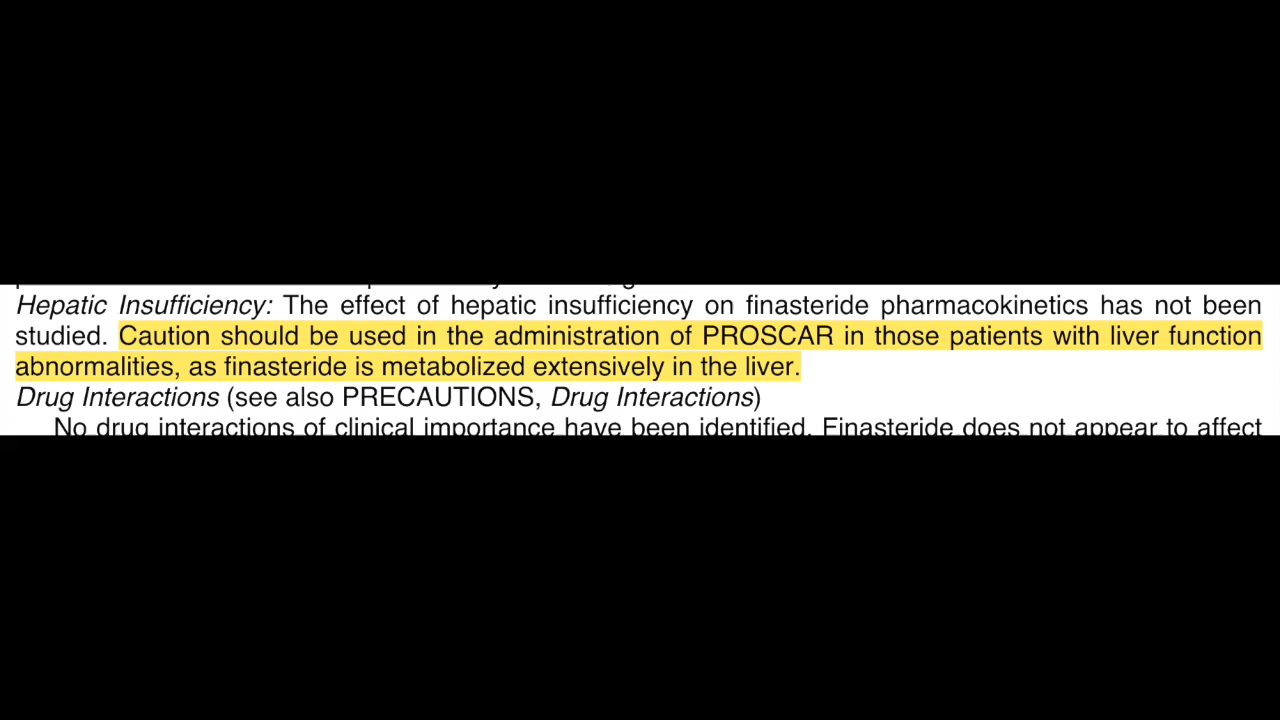 Hepatic Insufficiency: The effect of hepatic insufficiency on finasteride pharmacokinetics has not been
studied. Caution should be used in the administration of PROSCAR in those patients with liver function
abnormalities, as finasteride is metabolized extensively in the liver.
Drug Interactions (see also PRECAUTIONS, Drug Interactions)
No drug interactions of clinical importance have been identified. Finasteride does not appear to affect